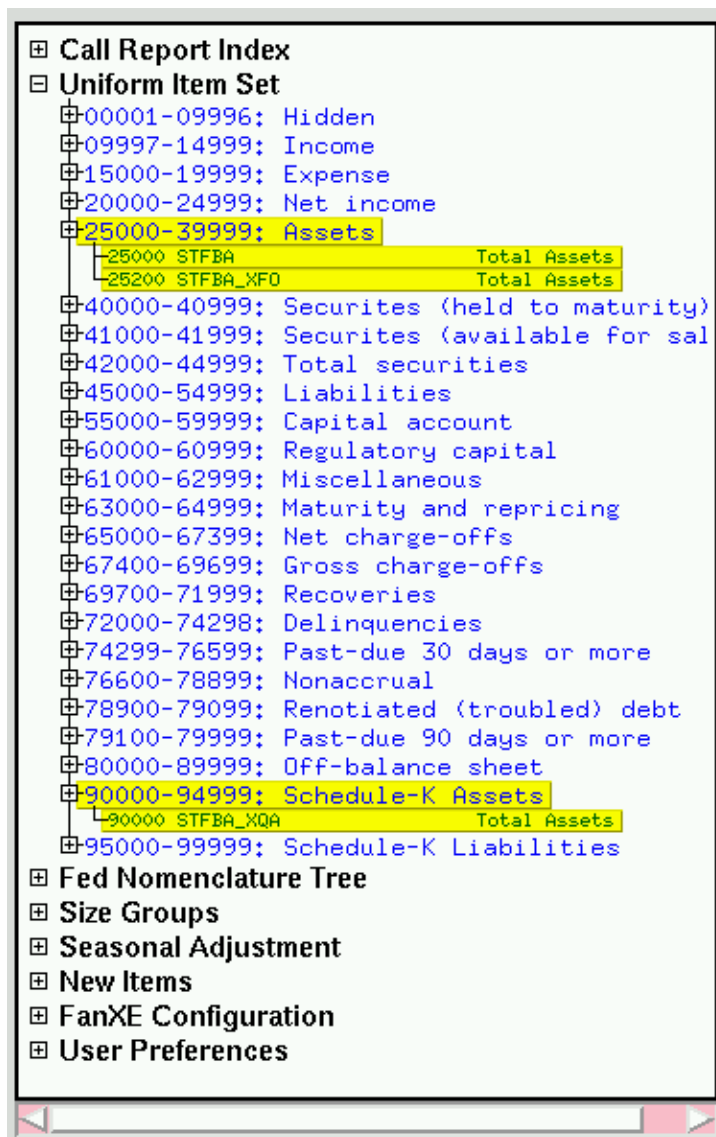 Call Report Index
Uniform Item Set
00001-09996: Hidden
09997-14999: Income
15000-19999: Expense
20000-24999: Net income
25000-39999: Assets
25000 STFBA Total Assets
25200 STFBA_XFO Total Assets
40000-40999: Securites (held to maturity)
41000-41999: Securites (available for sal
42000-44999: Total securities
45000-54999: Liabilities
55000-59999: Capital account
60000-60999: Regulatory capital
61000-62999: Miscellaneous
63000-64999: Maturity and repricing
65000-67399: Net charge-offs
67400-69699: Gross charge-offs
69700-71999: Recoveries
72000-74298: Delinquencies
74299-76599: Past-due 30 days or more
76600-78899: Nonaccrual
78900-79099: Renotiated (troubled) debt
79100-79999: Past-due 90 days or more
80000-89999: Off-balance sheet
90000-94999: Schedule-K Assets
90000 STFBA_XQA Total Assets
95000-99999: Schedule-K Liabilities
Fed Nomenclature Tree
Size Groups
Seasonal Adjustment
New Items
FanXE Configuration
User Preferences